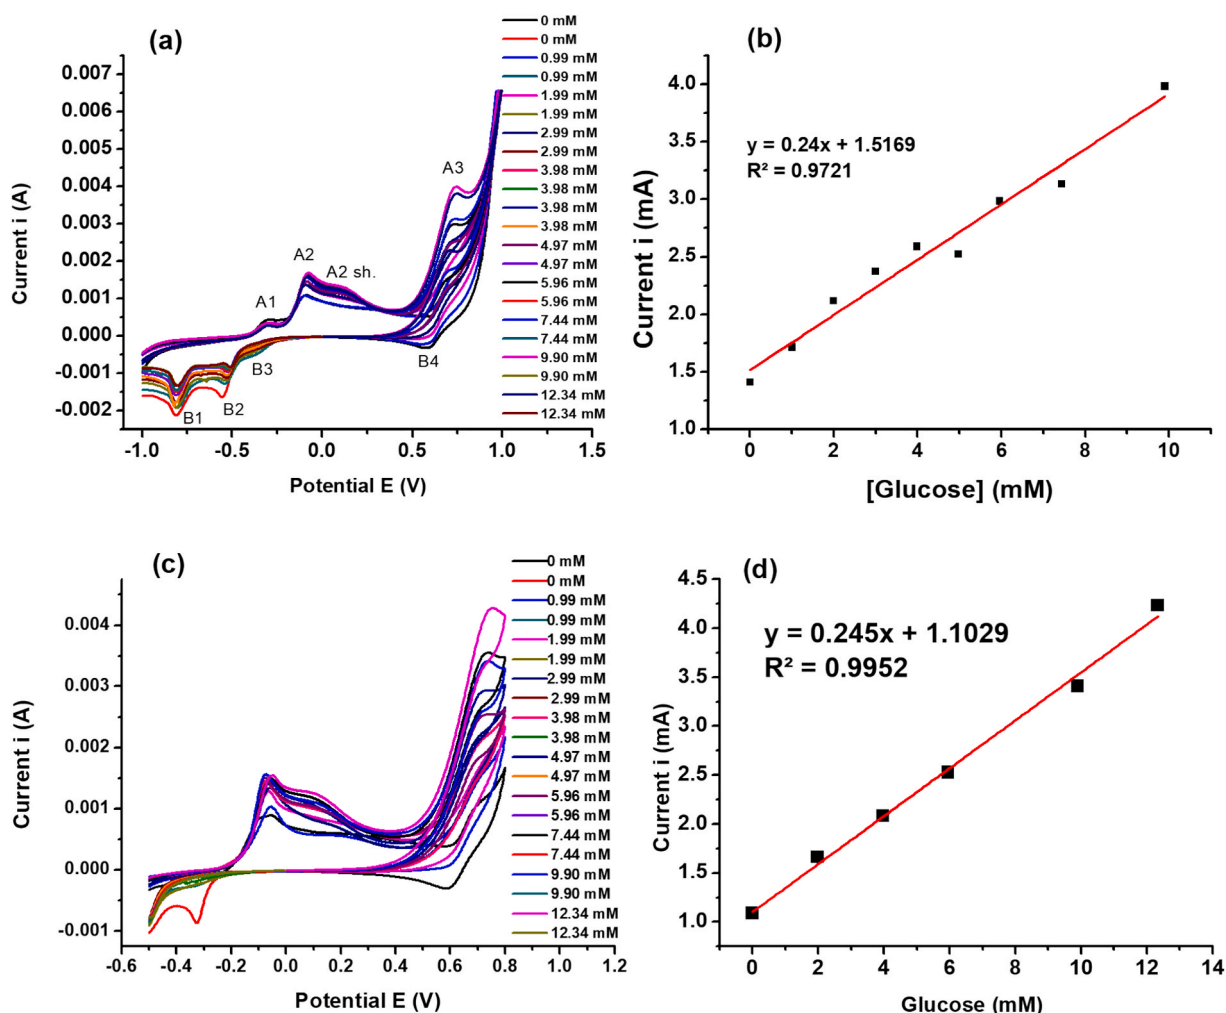 (a)
0 mM
0 mM
0.99 mM
0.99 mM
1.99 mM
1.99 mM
2.99 mM
2.99 mM
3.98 mM
3.98 mM
3.98 mM
3.98 mM
4.97 mM
4.97 mM
5.96 mM
5.96 mM
7.44 mM
7.44 mM
9.90 mM
9.90 mM
12.34 mM
12.34 mM
0.007
0.006
0.005
0.004
0.003
0.002
0.001
0.000
-0.001
-0.002
Current i (A)
A3
A2
A2 sh.
A1
B4
B3
B2
B1
-1.0 -0.5 0.0 0.5 1.0 1.5
Potential E (V)
(b)
4.0
3.5
3.0
2.5
2.0
1.5
1.0
Current i (mA)
y = 0.24x + 1.5169
R² = 0.9721
0 2 4 6 8 10
[Glucose] (mM)
(c)
0 mM
0 mM
0.99 mM
0.99 mM
1.99 mM
1.99 mM
2.99 mM
2.99 mM
3.98 mM
3.98 mM
4.97 mM
4.97 mM
5.96 mM
5.96 mM
7.44 mM
7.44 mM
9.90 mM
9.90 mM
12.34 mM
12.34 mM
0.004
0.003
0.002
0.001
0.000
-0.001
Current i (A)
-0.6 -0.4 -0.2 0.0 0.2 0.4 0.6 0.8 1.0 1.2
Potential E (V)
(d)
4.5
4.0
3.5
3.0
2.5
2.0
1.5
1.0
Current i (mA)
y = 0.245x + 1.1029
R² = 0.9952
0 2 4 6 8 10 12 14
Glucose (mM)